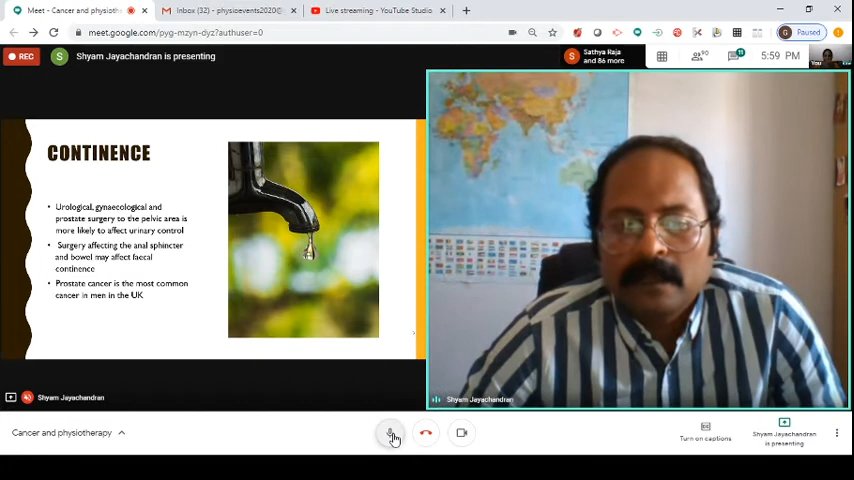 Meet - Cancer and physioth
Inbox (32) - physioevents2020@
Live streaming - YouTube Studio
meet.google.com/pyg-mzyn-dyz?authuser=0
Paused
REC
S
Shyam Jayachandran is presenting
S
Sathya Raja
and 86 more
90
11
5:59 PM
You
CONTINENCE
• Urological, gynaecological and
prostate surgery to the pelvic area is
more likely to affect urinary control
• Surgery affecting the anal sphincter
and bowel may affect faecal
continence
• Prostate cancer is the most common
cancer in men in the UK
Shyam Jayachandran
Shyam Jayachandran
Cancer and physiotherapy
Turn on captions
Shyam Jayachandran
is presenting